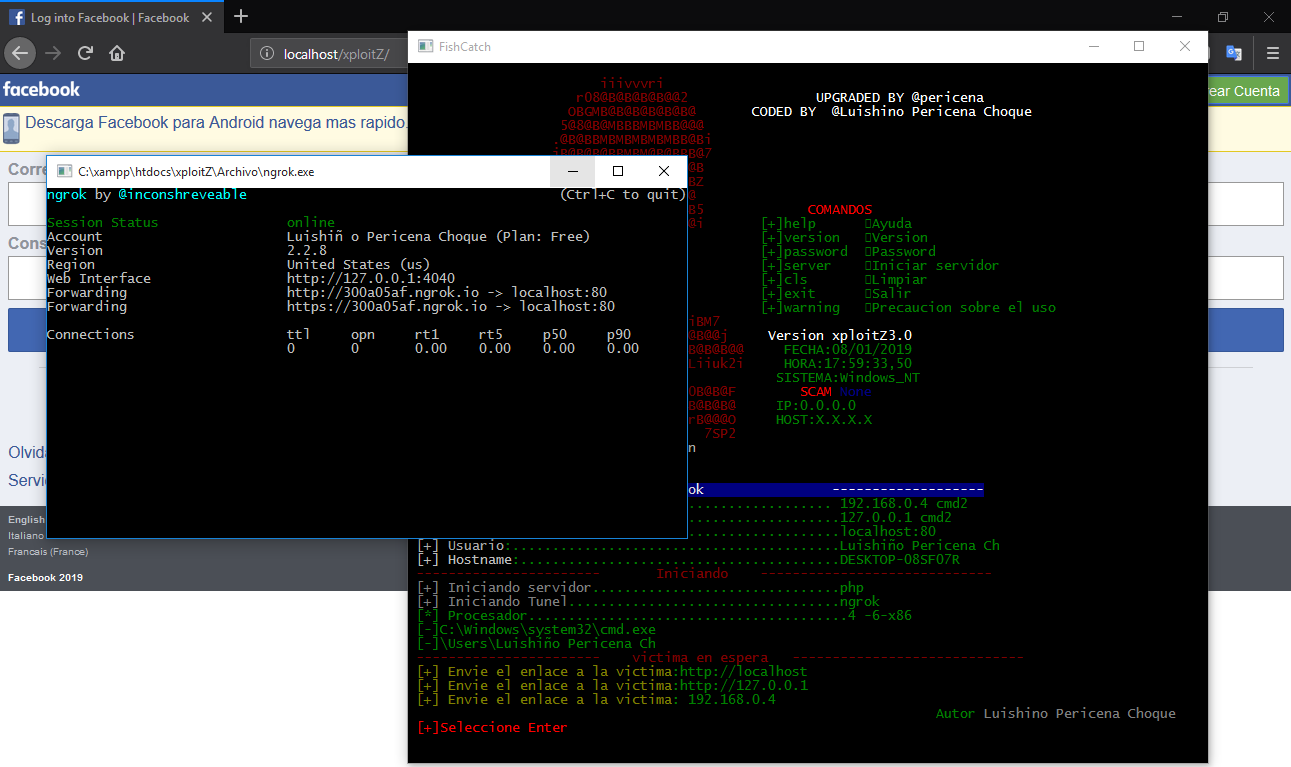 Log into Facebook | Facebook
localhost/xploitZ/
FishCatch
facebook
rear Cuenta
Descarga Facebook para Android navega mas rapido.
Corre
Cons
Olvida
Servi
English
Italiano
Francais (France)
Facebook 2019
C:\xampp\htdocs\xploitZ\Archivo\ngrok.exe
ngrok by @inconshreveable (Ctrl+C to quit)
Session Status online
Account Luishiñ o Pericena Choque (Plan: Free)
Version 2.2.8
Region United States (us)
Web Interface http://127.0.0.1:4040
Forwarding http://300a05af.ngrok.io -> localhost:80
Forwarding https://300a05af.ngrok.io -> localhost:80
Connections ttl opn rt1 rt5 p50 p90
0 0 0.00 0.00 0.00 0.00
iiivvvri
UPGRADED BY @pericena
CODED BY @Luishino Pericena Choque
COMANDOS
[+]help Ayuda
[+]version Version
[+]password Password
[+]server Iniciar servidor
[+]cls Limpiar
[+]exit Salir
[+]warning Precaucion sobre el uso
Version xploitZ3.0
FECHA:08/01/2019
HORA:17:59:33,50
SISTEMA:Windows_NT
SCAM None
IP:0.0.0.0
HOST:X.X.X.X
7SP2
n
ok -------------------
.................. 192.168.0.4 cmd2
...................127.0.0.1 cmd2
...................localhost:80
[+] Usuario:.........................................Luishiño Pericena Ch
[+] Hostname:........................................DESKTOP-08SF07R
----------------------- Iniciando -------------------------------
[+] Iniciando servidor...............................php
[+] Iniciando Tunel..................................ngrok
[*] Procesador........................................4 -6-x86
[-]C:\Windows\system32\cmd.exe
[-]\Users\Luishiño Pericena Ch
----------------------- victima en espera -----------------------------
[+] Envie el enlace a la victima:http://localhost
[+] Envie el enlace a la victima:http://127.0.0.1
[+] Envie el enlace a la victima: 192.168.0.4
Autor Luishino Pericena Choque
[+]Seleccione Enter